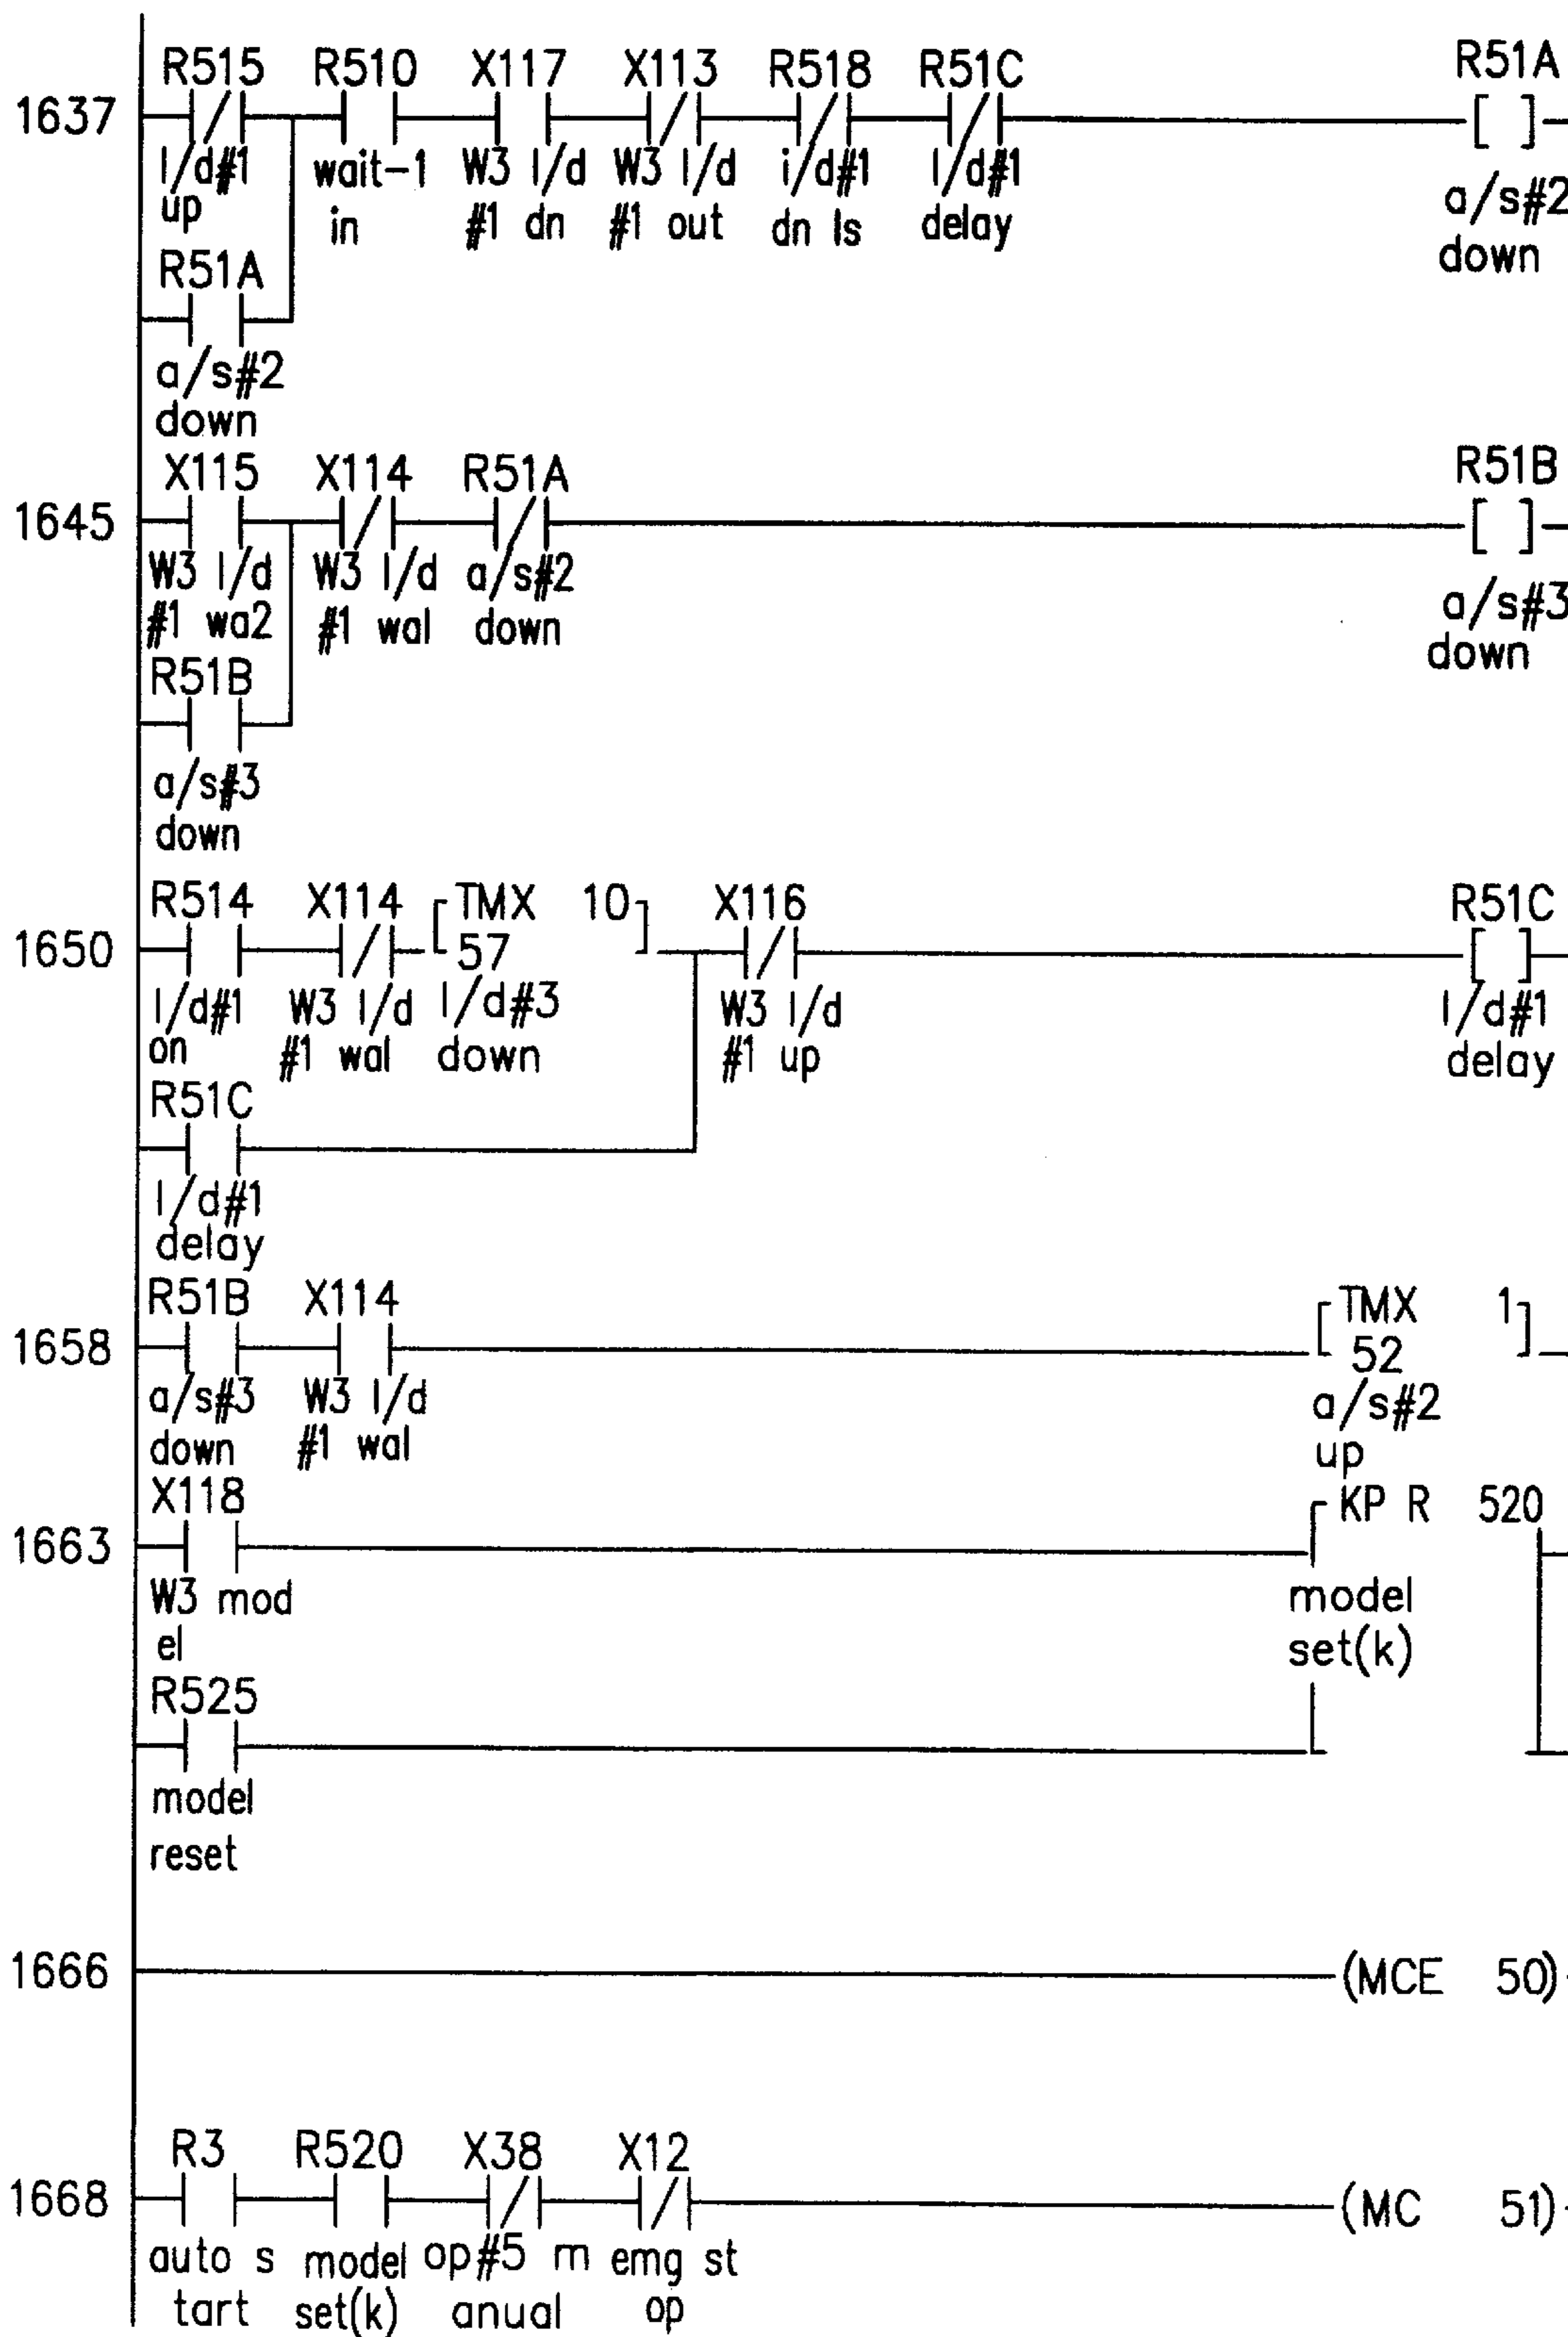 R515 R510 X117 X113 R518 R51C R51A
1637
l/d#1 wait-1 W3 l/d W3 l/d i/d#1 l/d#1 a/s#2
up in #1 dn #1 out dn ls delay down
R51A
a/s#2
down
X115 X114 R51A R51B
1645
W3 l/d W3 l/d a/s#2 a/s#3
#1 wa2 #1 wal down down
R51B
a/s#3
down
R514 X114 TMX 10 X116 R51C
1650 57
l/d#1 W3 l/d l/d#3 W3 l/d l/d#1
on #1 wal down #1 up delay
R51C
l/d#1
delay
R51B X114 TMX 1
1658 52
a/s#3 W3 l/d a/s#2
down #1 wal up
X118 KP R 520
1663
W3 mod model
el set(k)
R525
model
reset
1666 (MCE 50)
R3 R520 X38 X12
1668 (MC 51)
auto s model op#5 m emg st
tart set(k) anual op